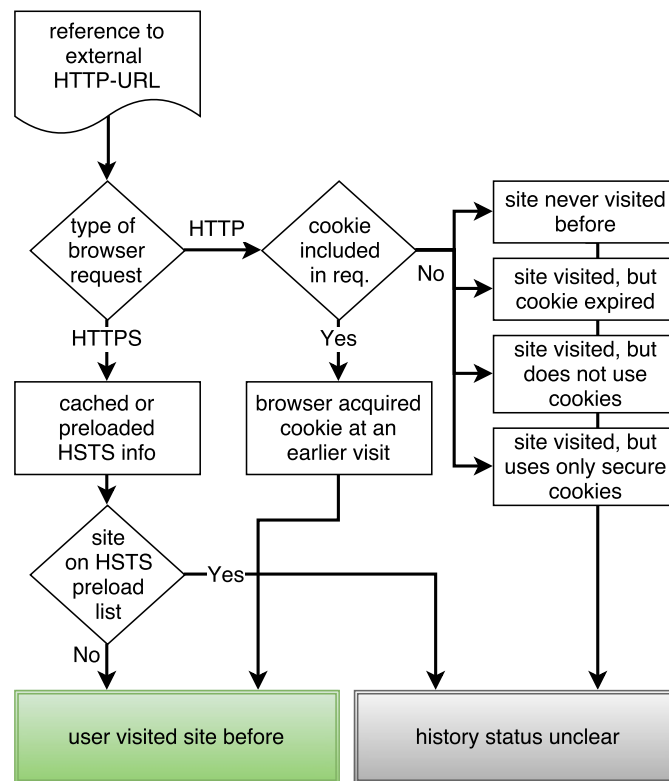 reference to
external
HTTP-URL
type of
browser
request
HTTP
cookie
included
in req.
No
site never visited
before
site visited, but
cookie expired
site visited, but
does not use
cookies
site visited, but
uses only secure
cookies
HTTPS
Yes
cached or
preloaded
HSTS info
browser acquired
cookie at an
earlier visit
site
on HSTS
preload
list
Yes
No
user visited site before
history status unclear